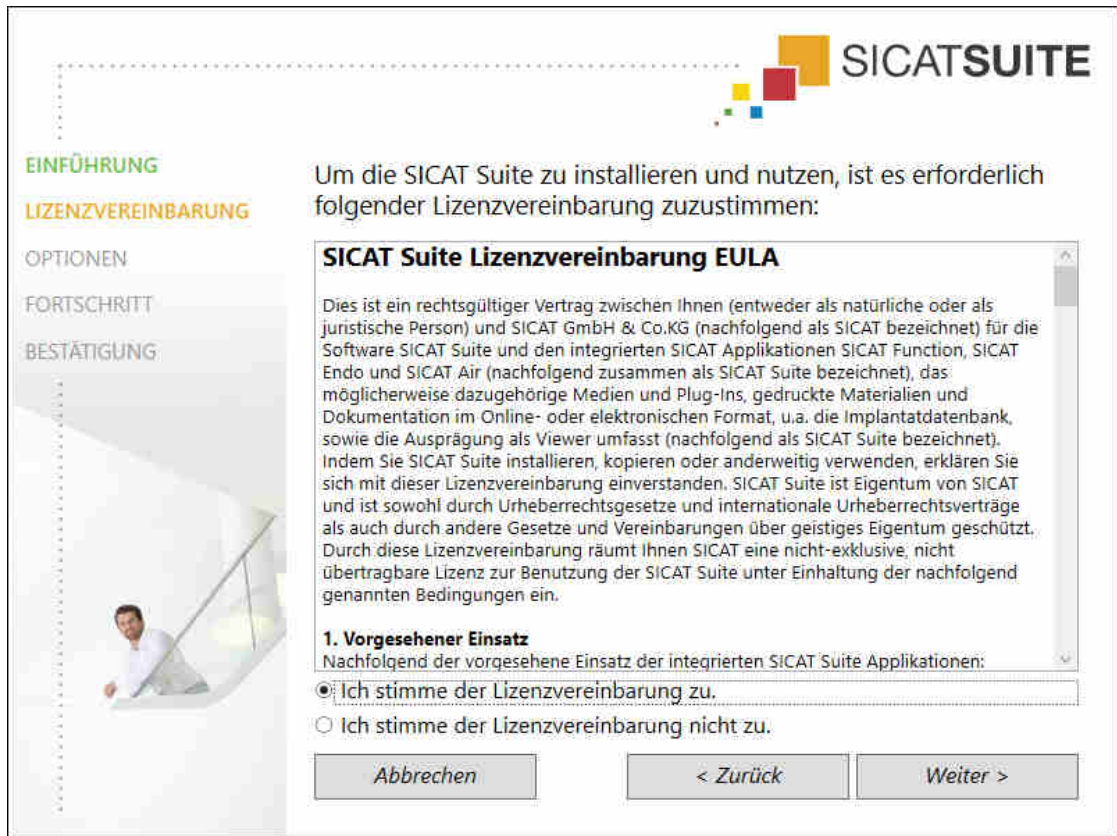 SICATSUITE
EINFÜHRUNG
LIZENZVEREINBARUNG
OPTIONEN
FORTSCHRITT
BESTÄTIGUNG
Um die SICAT Suite zu installieren und nutzen, ist es erforderlich
folgender Lizenzvereinbarung zuzustimmen:
SICAT Suite Lizenzvereinbarung EULA
Dies ist ein rechtsgültiger Vertrag zwischen Ihnen (entweder als natürliche oder als
juristische Person) und SICAT GmbH & Co.KG (nachfolgend als SICAT bezeichnet) für die
Software SICAT Suite und den integrierten SICAT Applikationen SICAT Function, SICAT
Endo und SICAT Air (nachfolgend zusammen als SICAT Suite bezeichnet), das
möglicherweise dazugehörige Medien und Plug-Ins, gedruckte Materialien und
Dokumentation im Online- oder elektronischen Format, u.a. die Implantatdatenbank,
sowie die Ausprägung als Viewer umfasst (nachfolgend als SICAT Suite bezeichnet).
Indem Sie SICAT Suite installieren, kopieren oder anderweitig verwenden, erklären Sie
sich mit dieser Lizenzvereinbarung einverstanden. SICAT Suite ist Eigentum von SICAT
und ist sowohl durch Urheberrechtsgesetze und internationale Urheberrechtsverträge
als auch durch andere Gesetze und Vereinbarungen über geistiges Eigentum geschützt.
Durch diese Lizenzvereinbarung räumt Ihnen SICAT eine nicht-exklusive, nicht
übertragbare Lizenz zur Benutzung der SICAT Suite unter Einhaltung der nachfolgend
genannten Bedingungen ein.
1. Vorgesehener Einsatz
Nachfolgend der vorgesehene Einsatz der integrierten SICAT Suite Applikationen:
Ich stimme der Lizenzvereinbarung zu.
Ich stimme der Lizenzvereinbarung nicht zu.
Abbrechen
< Zurück
Weiter >